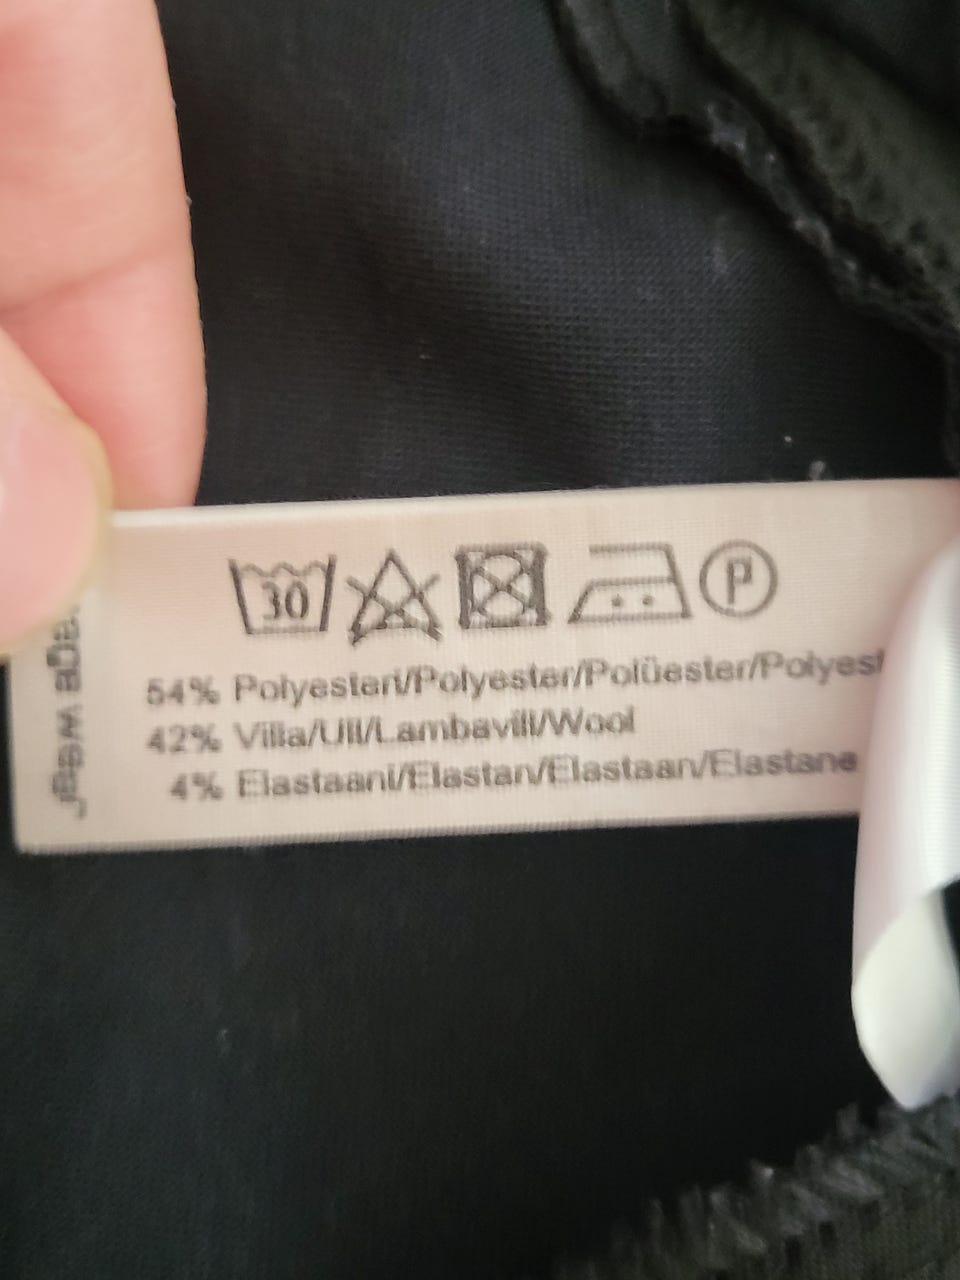 30 P
54% Polyesteri/Polyester/Polüester/Polyest
42% Villa/Ull/Lambavill/Wool
4% Elastaani/Elastan/Elastaan/Elastane